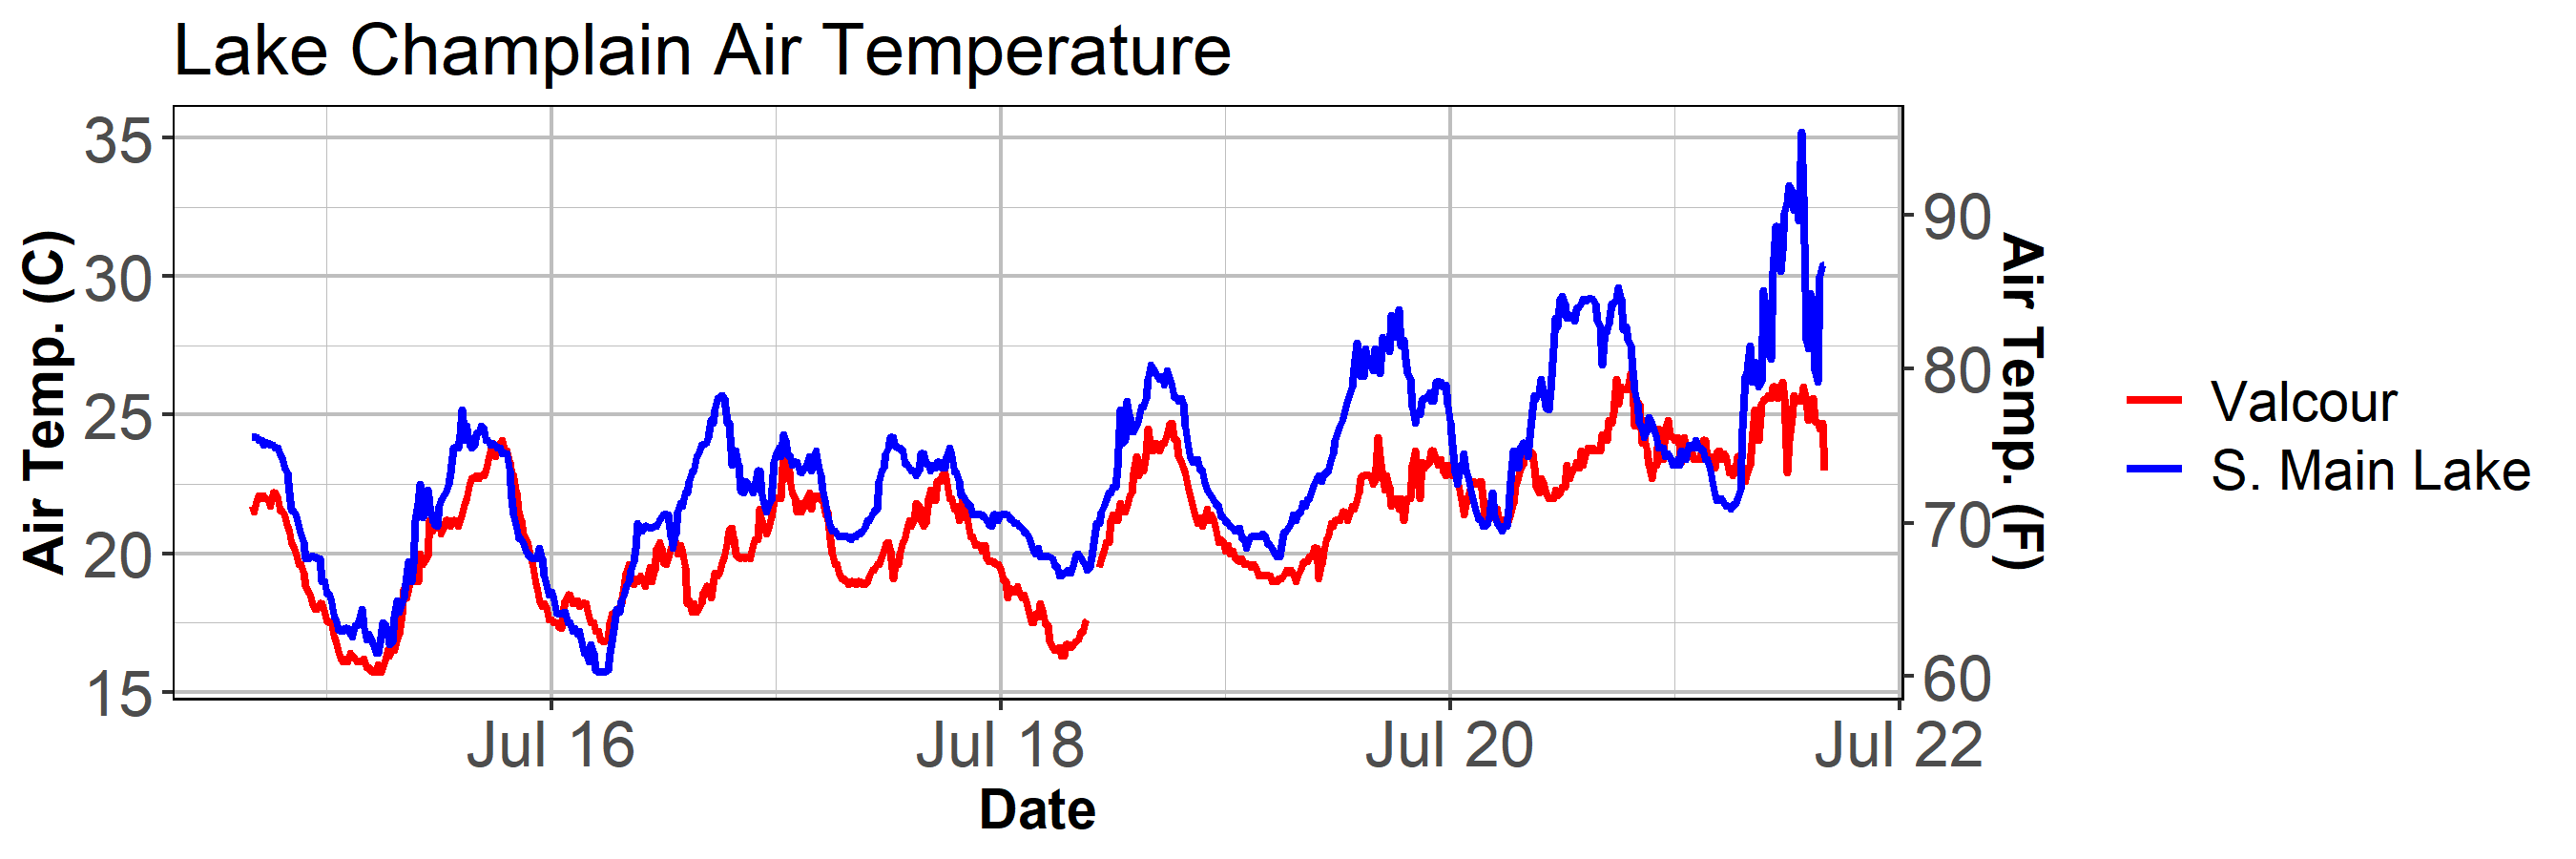 Lake Champlain Air Temperature
Air Temp. (C)
35
30
25
20
15
90
80
70
60
Air Temp. (F)
Jul 16
Jul 18
Jul 20
Jul 22
Date
Valcour
S. Main Lake